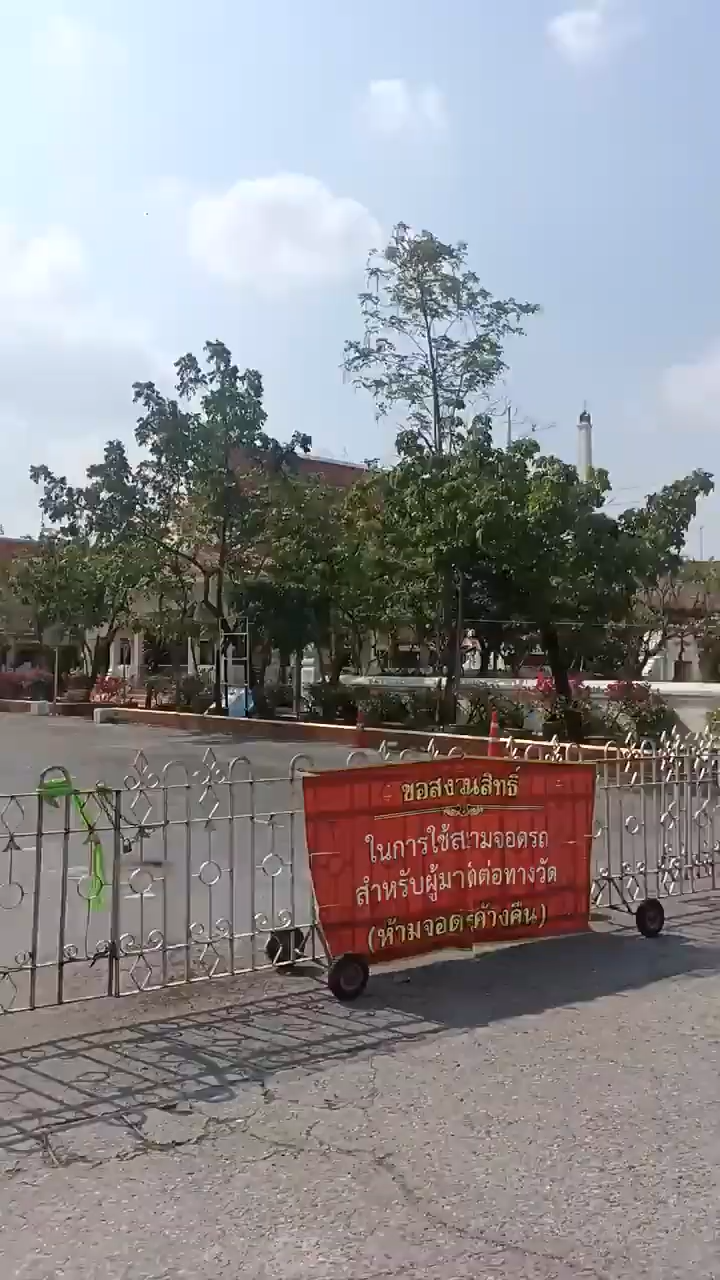 ขอสงวนสิทธิ์
ในการใช้สนามจอดรถ
สำหรับผู้มาติดต่อทางวัด
(ห้ามจอดรถค้างคืน)